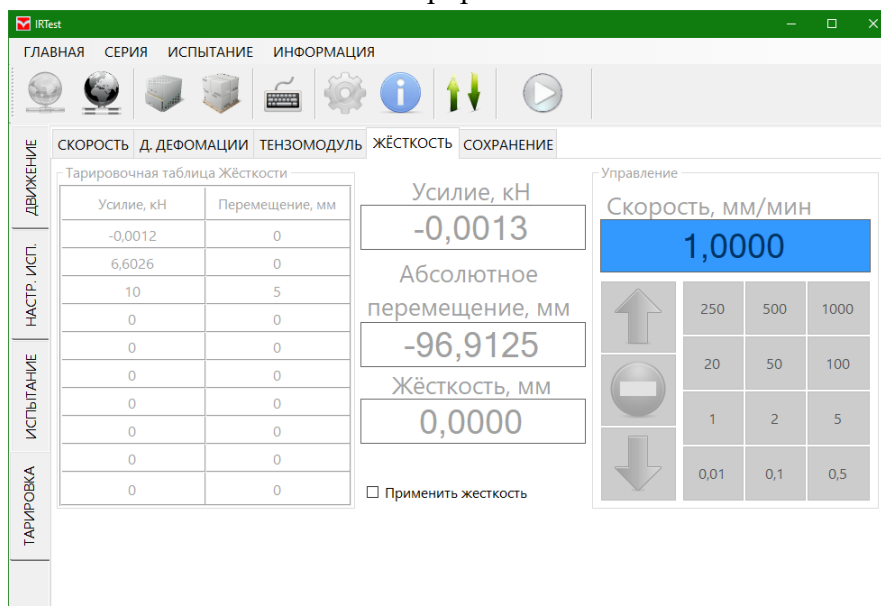 IRTest
ГЛАВНАЯ СЕРИЯ ИСПЫТАНИЕ ИНФОРМАЦИЯ
СКОРОСТЬ Д. ДЕФОМАЦИИ ТЕНЗОМОДУЛЬ ЖЁСТКОСТЬ СОХРАНЕНИЕ
ДВИЖЕНИЕ
НАСТР. ИСП.
ИСПЫТАНИЕ
ТАРИРОВКА
Тарировочная таблица Жёсткости
Усилие, кН Перемещение, мм
-0,0012 0
6,6026 0
10 5
0 0
0 0
0 0
0 0
0 0
0 0
0 0
Усилие, кН
-0,0013
Абсолютное
перемещение, мм
-96,9125
Жёсткость, мм
0,0000
Применить жесткость
Управление
Скорость, мм/мин
1,0000
250 500 1000
20 50 100
1 2 5
0,01 0,1 0,5